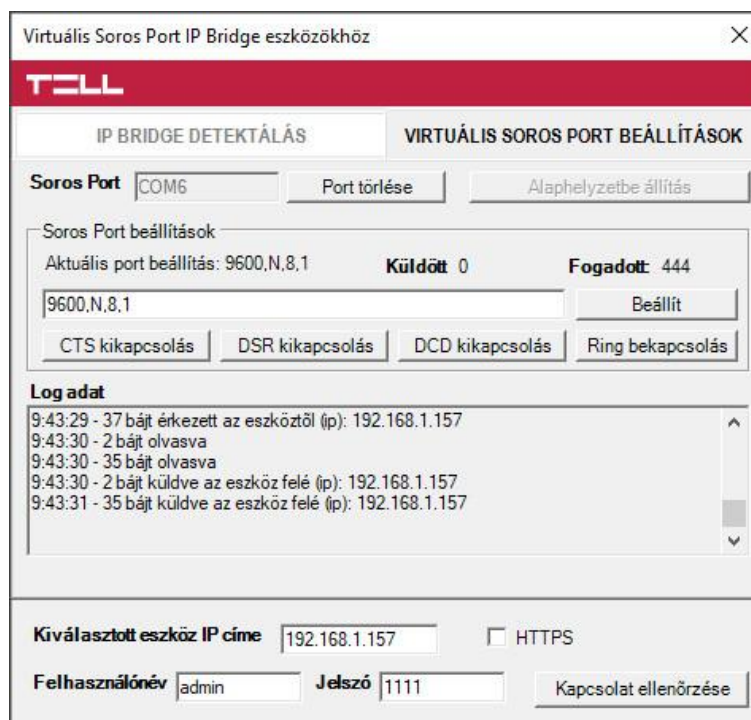 Virtuális Soros Port IP Bridge eszközökhöz
TELL
IP BRIDGE DETEKTÁLÁS VIRTUÁLIS SOROS PORT BEÁLLÍTÁSOK
Soros Port COM6 Port törlése Alaphelyzetbe állítás
Soros Port beállítások
Aktuális port beállítás: 9600,N,8,1 Küldött: 0 Fogadott: 444
9600,N,8,1 Beállít
CTS kikapcsolás DSR kikapcsolás DCD kikapcsolás Ring bekapcsolás
Log adat
9:43:29 - 37 bájt érkezett az eszköztől (ip): 192.168.1.157
9:43:30 - 2 bájt olvasva
9:43:30 - 35 bájt olvasva
9:43:30 - 2 bájt küldve az eszköz felé (ip): 192.168.1.157
9:43:31 - 35 bájt küldve az eszköz felé (ip): 192.168.1.157
Kiválasztott eszköz IP címe 192.168.1.157 HTTPS
Felhasználónév admin Jelszó 1111 Kapcsolat ellenőrzése